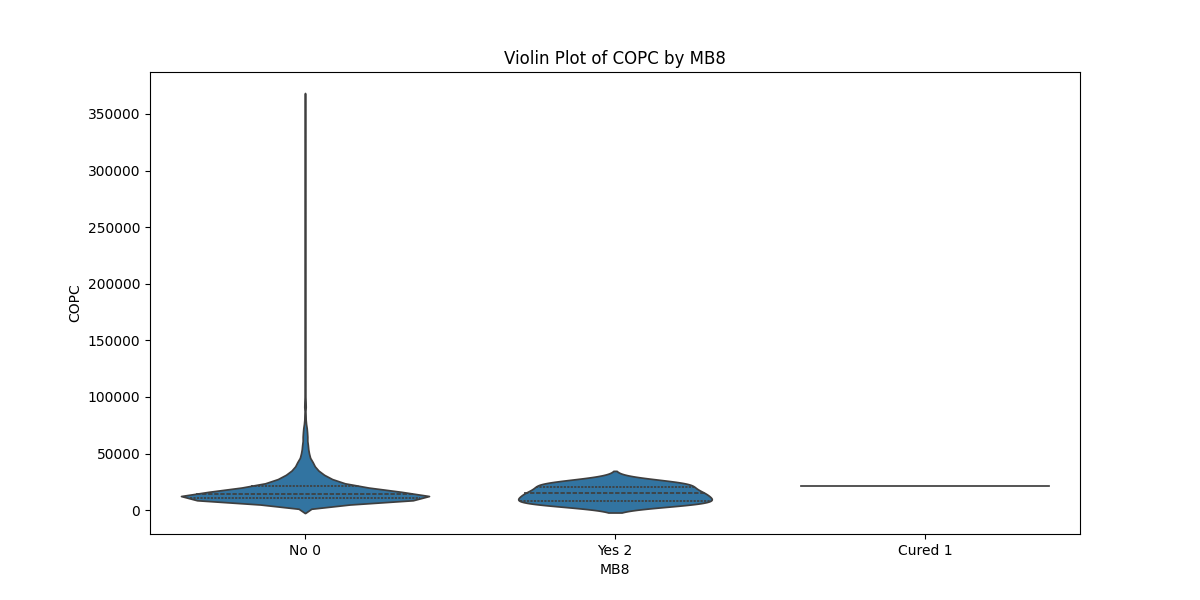 Violin Plot of COPC by MB8
COPC
350000
300000
250000
200000
150000
100000
50000
0
No 0
Yes 2
Cured 1
MB8